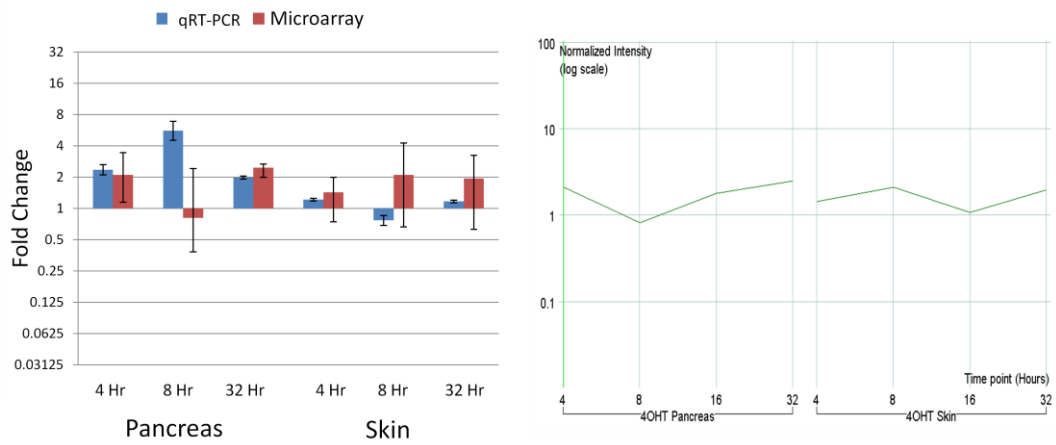 qRT-PCR Microarray
Fold Change
32
16
8
4
2
1
0.5
0.25
0.125
0.0625
0.03125
4 Hr 8 Hr 32 Hr 4 Hr 8 Hr 32 Hr
Pancreas Skin
Normalized Intensity
(log scale)
100
10
1
0.1
Time point (Hours)
4 8 16 32 4 8 16 32
4OHT Pancreas 4OHT Skin